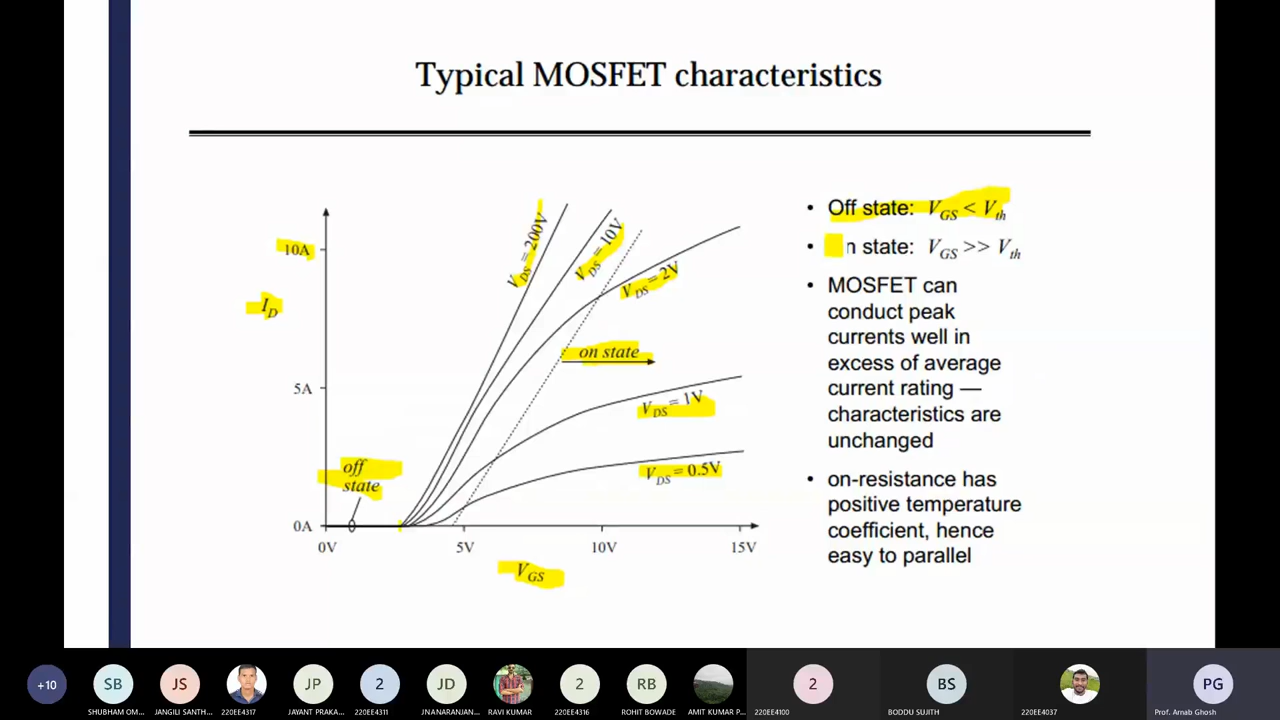 Typical MOSFET characteristics
10A
I_D
5A
0A
off
state
V_DS = 200V
V_DS = 10V
V_DS = 2V
on state
V_DS = 1V
V_DS = 0.5V
0V 5V 10V 15V
V_GS
• Off state: V_GS < V_th
• n state: V_GS >> V_th
• MOSFET can
conduct peak
currents well in
excess of average
current rating —
characteristics are
unchanged
• on-resistance has
positive temperature
coefficient, hence
easy to parallel
+10 SB JS JP 2 JD 2 RB 2 BS PG
SHUBHAM OM... JANGILI SANTH... 220EE4317 JAYANT PRAKA... 220EE4311 JNANARANJAN... RAVI KUMAR 220EE4316 ROHIT BOWADE AMIT KUMAR P... 220EE4100 BODDU SUJITH 220EE4037 Prof. Arnab Ghosh